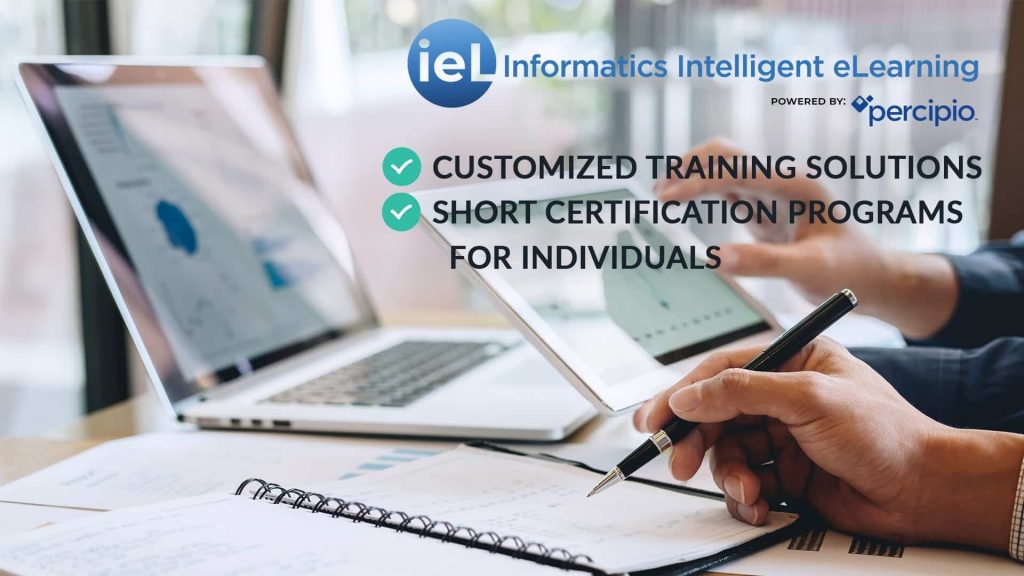 ieL Informatics Intelligent eLearning
POWERED BY: percipio
CUSTOMIZED TRAINING SOLUTIONS
SHORT CERTIFICATION PROGRAMS
FOR INDIVIDUALS